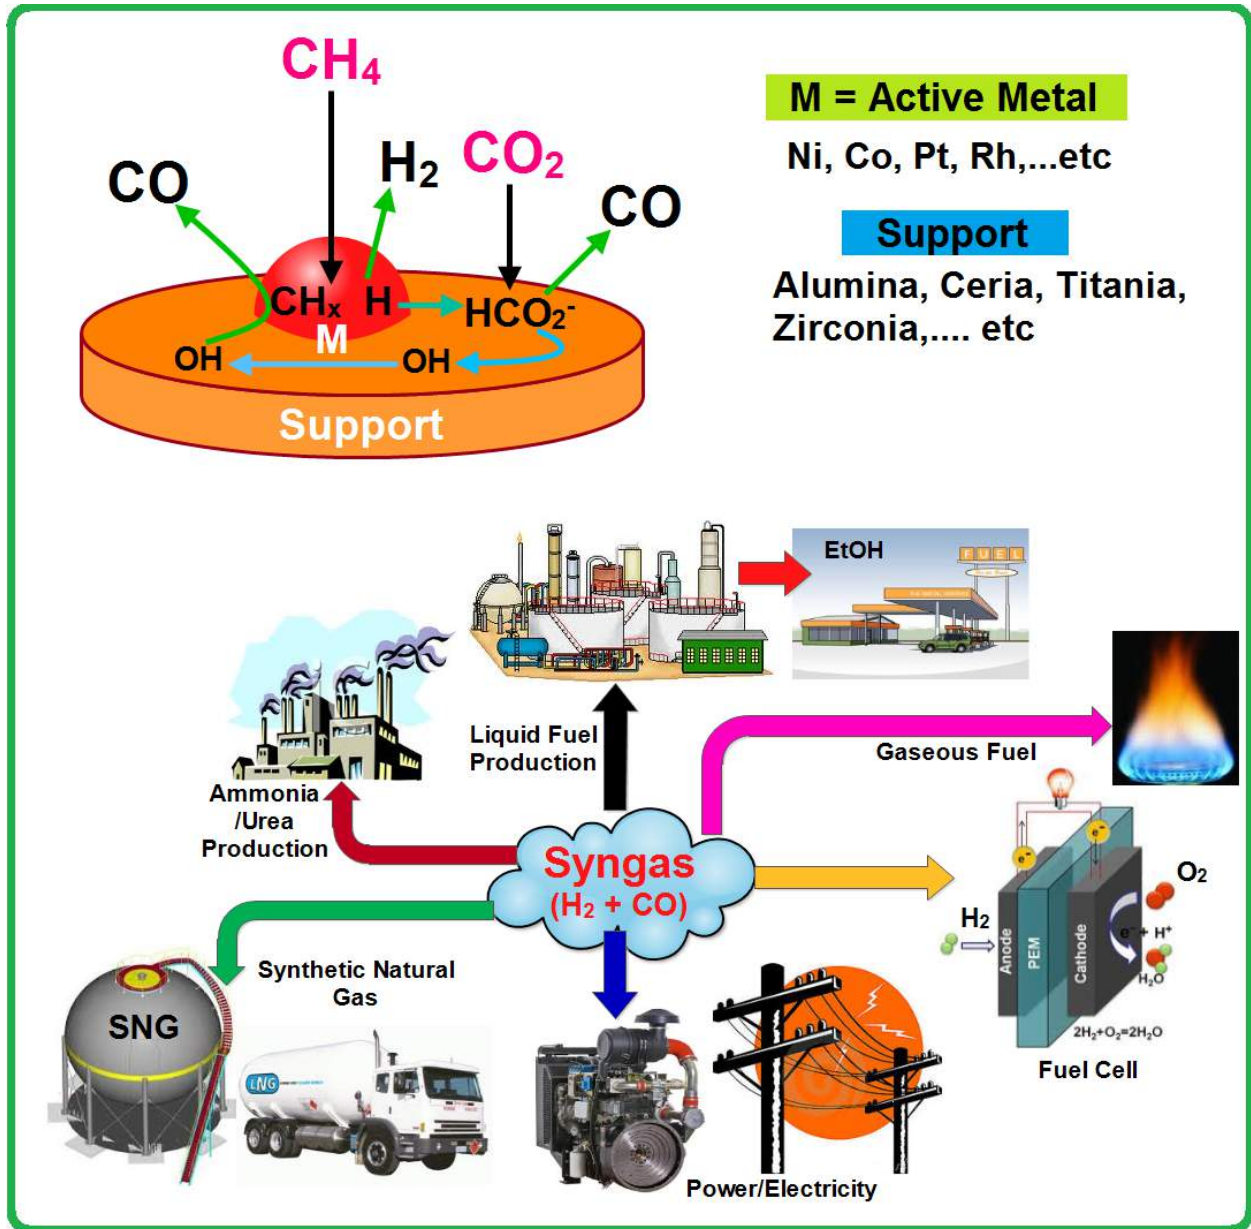 CH₄
M = Active Metal
Ni, Co, Pt, Rh,...etc
CO
H₂
CO₂
CO
Support
Alumina, Ceria, Titania,
Zirconia,.... etc
CHₓ H
HCO₂⁻
M
OH
OH
Support
EtOH
FUEL
Liquid Fuel
Production
Gaseous Fuel
Ammonia
/Urea
Production
Syngas
(H₂ + CO)
e⁻
e⁻
O₂
H₂
Anode
PEM
Cathode
e⁻ + H⁺
H₂O
2H₂+O₂=2H₂O
Fuel Cell
Synthetic Natural
Gas
SNG
LNG
Power/Electricity